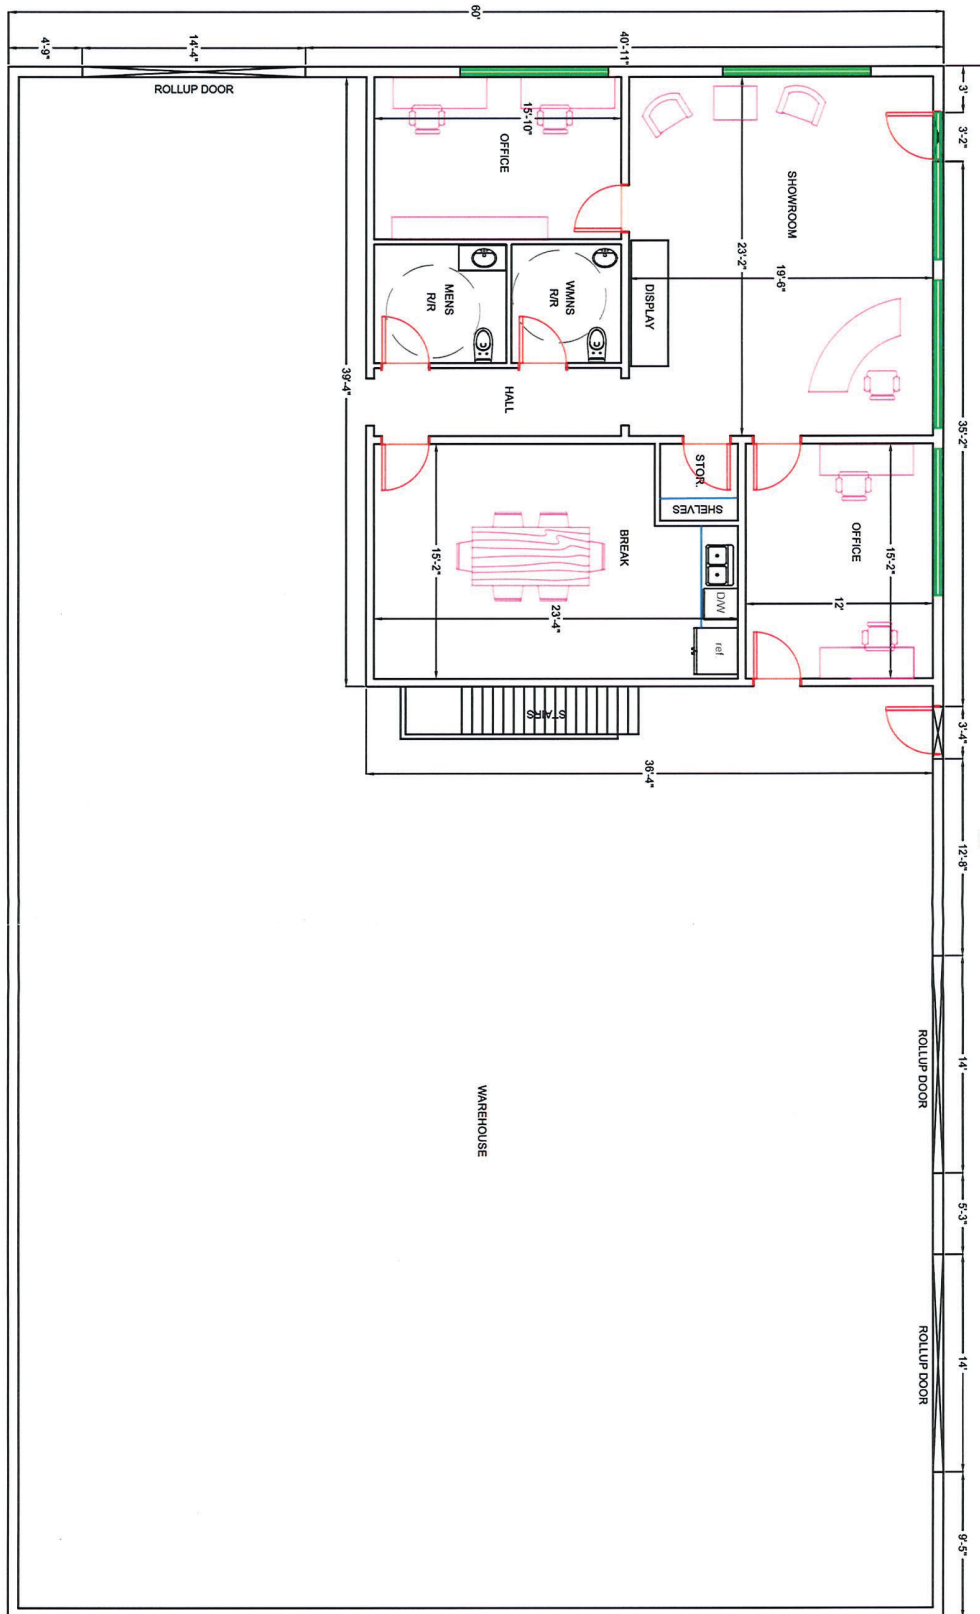 60'
4'-9"
14'-4"
40'-11"
3'
3'-2"
35'-2"
3'-4"
12'-8"
14'
5'-3"
14'
9'-5"
ROLLUP DOOR
15'-10"
OFFICE
SHOWROOM
23'-2"
19'-6"
DISPLAY
WMNS
R/R
MENS
R/R
HALL
39'-4"
STOR.
SHELVES
BREAK
15'-2"
23'-4"
D/W
ref
OFFICE
15'-2"
12'
STAIRS
36'-4"
ROLLUP DOOR
WAREHOUSE
ROLLUP DOOR